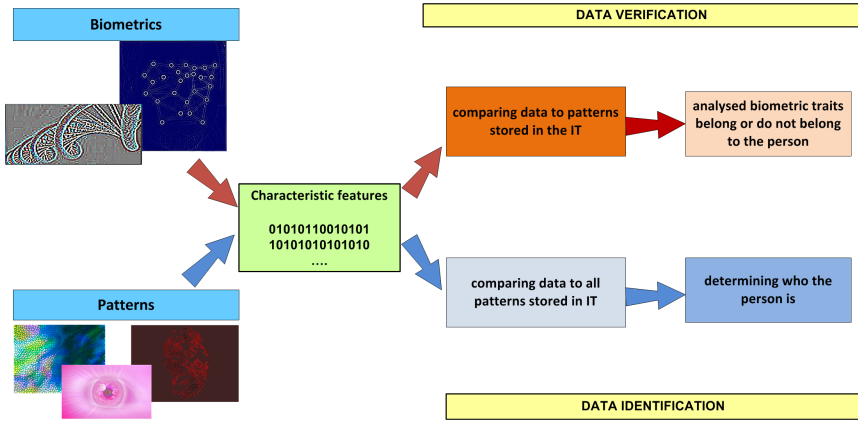 Biometrics
DATA VERIFICATION
comparing data to patterns
stored in the IT
analysed biometric traits
belong or do not belong
to the person
Characteristic features
01010110010101
10101010101010
....
Patterns
comparing data to all
patterns stored in IT
determining who the
person is
DATA IDENTIFICATION